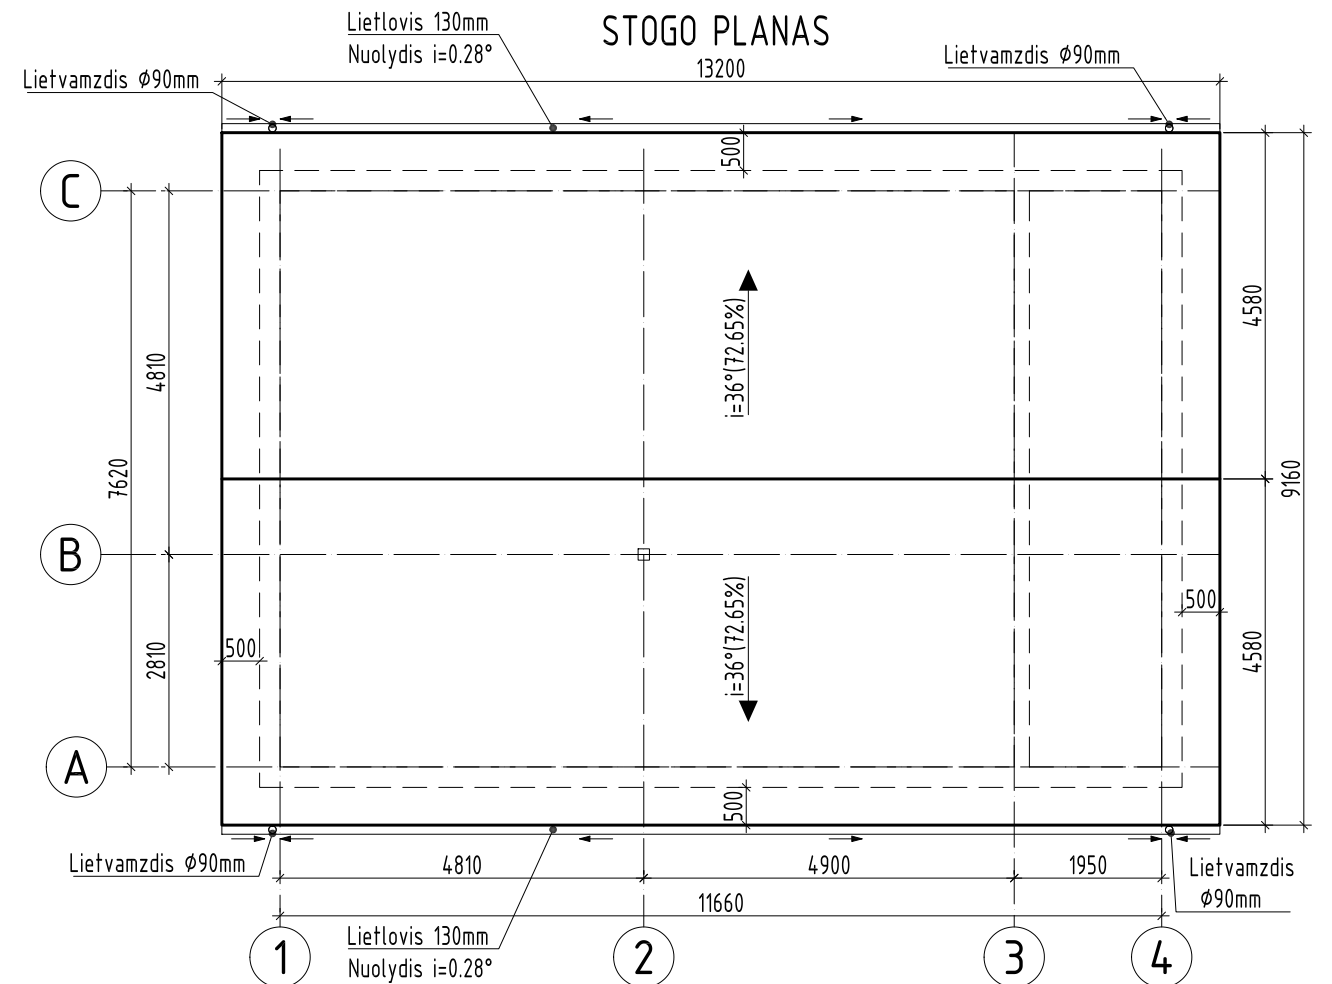 STOGO PLANAS
Lietlovis 130mm
Nuolydis i=0.28°
Lietvamzdis Ø90mm
Lietvamzdis Ø90mm
13200
500
C
4810
7620
i=36°(72.65%)
4580
9160
B
500
2810
i=36°(72.65%)
500
4580
A
500
Lietvamzdis Ø90mm
4810
4900
1950
Lietvamzdis
Ø90mm
11660
Lietlovis 130mm
Nuolydis i=0.28°
1
2
3
4